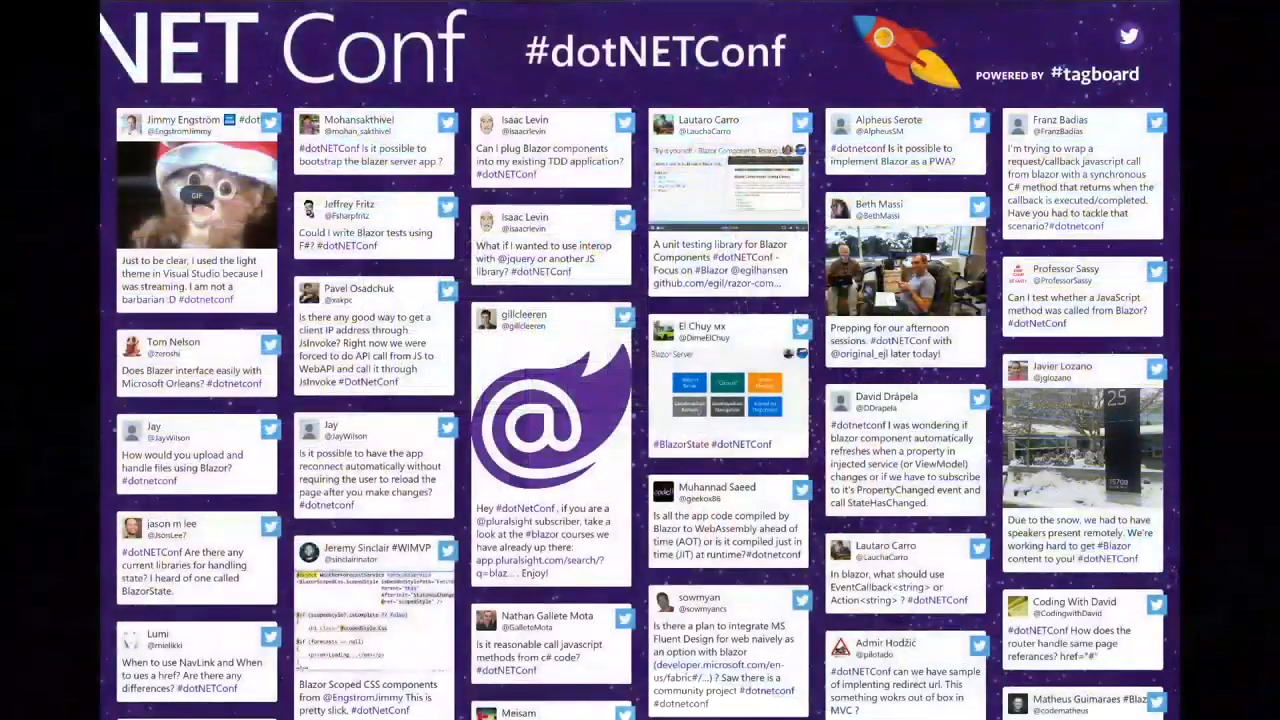 NET Conf
#dotNETConf
POWERED BY #tagboard
Jimmy Engström #dot
@EngstromJimmy
GIF
Just to be clear, I used the light
theme in Visual Studio because I
was streaming. I am not a
barbarian :D #dotnetconf
Tom Nelson
@zeroshi
Does Blazer interface easily with
Microsoft Orleans? #dotnetconf
Jay
@JayWilson
How would you upload and
handle files using Blazor?
#dotnetconf
jason m lee
@JsonLee7
#dotNETConf Are there any
current libraries for handling
state? I heard of one called
BlazorState.
Lumi
@mielikki
When to use NavLink and When
to ues a href? Are there any
differences? #dotNETConf
Mohansakthivel
@mohan_sakthivel
#dotNETConf Is it possible to
bootstrap the blazer server app ?
Jeffrey Fritz
@Fsharpfritz
Could I write Blazor tests using
F#? #dotNETConf
Pavel Osadchuk
@xakpc
Is there any good way to get a
client IP address through
JsInvoke? Right now we were
forced to do API call from JS to
WebAPI and call it through
JsInvoke #DotNetConf
Jay
@JayWilson
Is it possible to have the app
reconnect automatically without
requiring the user to reload the
page after you make changes?
#dotnetconf
Jeremy Sinclair #WIMVP
@sinclairinator
Blazor Scoped CSS components
from @EngstromJimmy This is
pretty slick. #dotNETConf
Isaac Levin
@isaacrlevin
Can I plug Blazor components
into my existing TDD application?
#dotNETConf
Isaac Levin
@isaacrlevin
What if I wanted to use interop
with @jquery or another JS
library? #dotNETConf
gillcleeren
@gillcleeren
@
Hey #dotNetConf , if you are a
@pluralsight subscriber, take a
look at the #blazor courses we
have already up there:
app.pluralsight.com/search/?
q=blaz... . Enjoy!
Nathan Gallete Mota
@GalleteMota
Is it reasonable call javascript
methods from c# code?
#dotNETConf
Meisam
Lautaro Carro
@LauchaCarro
A unit testing library for Blazor
Components #dotNETConf -
Focus on #Blazor @egilhansen
github.com/egil/razor-com...
El Chuy mx
@DimeElChuy
Blazor Server
#BlazorState #dotNETConf
Muhannad Saeed
@geekox86
Is all the app code compiled by
Blazor to WebAssembly ahead of
time (AOT) or is it compiled just in
time (JIT) at runtime?#dotnetconf
sowmyan
@sowmyancs
Is there a plan to integrate MS
Fluent Design for web naively as
an option with blazor
(developer.microsoft.com/en-
us/fabric#/...) ? Saw there is a
community project #dotnetconf
#dotnetconf
Alpheus Serote
@AlpheusSM
#dotnetconf Is it possible to
implement Blazor as a PWA?
Beth Massi
@BethMassi
Prepping for our afternoon
sessions. #dotNETConf with
@original_ejl later today!
David Drápela
@DDrapela
#dotnetconf I was wondering if
blazor component automatically
refreshes when a property in
injected service (or ViewModel)
changes or if we have to subscribe
to it's PropertyChanged event and
call StateHasChanged.
Lautaro Carro
@LauchaCarro
In blazor, what should use
EventCallback<string> or
Action<string> ? #dotNETConf
Admir Hodžić
@pilotado
#dotNETConf can we have sample
of implenting redirect url. This
something wokrs out of box in
MVC ?
Franz Badias
@FranzBadias
I'm trying to wrap a
request/callback javascript call
from blazor with a synchronous
C# method that returns when the
callback is executed/completed.
Have you had to tackle that
scenario?#dotnetconf
Professor Sassy
@ProfessorSassy
Can I test whether a JavaScript
method was called from Blazor?
#dotNetConf
Javier Lozano
@jglozano
25
15709
Due to the snow, we had to have
speakers present remotely. We're
working hard to get #Blazor
content to you! #dotNETConf
Coding With David
@CodingwithDavid
#dotNETConf How does the
router handle same page
referances? href="#"
Matheus Guimaraes #Blaz
@codematheus